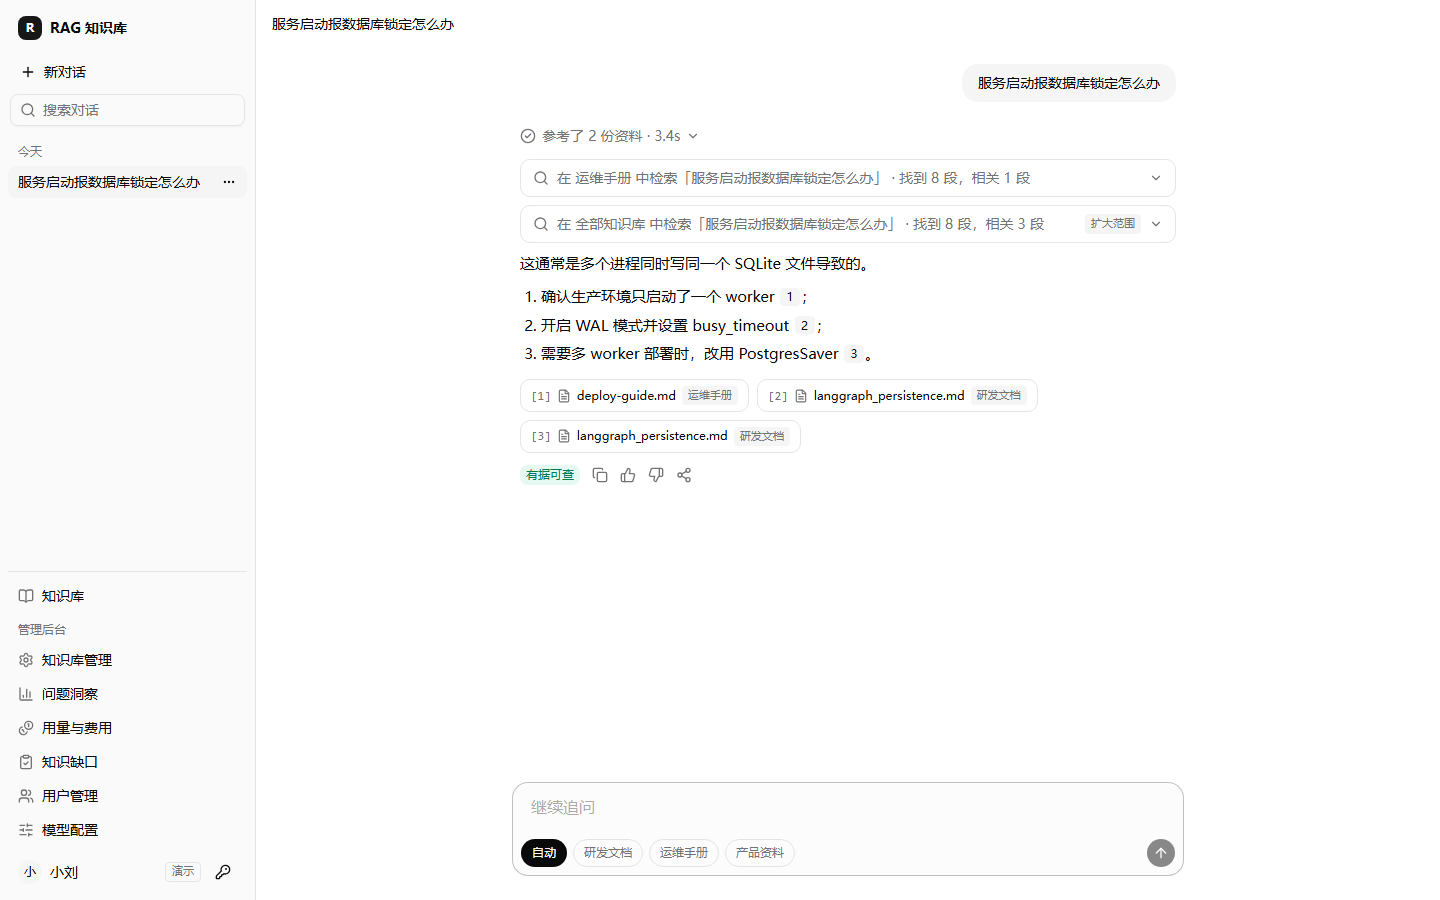 R RAG 知识库
新对话
搜索对话
今天
服务启动报数据库锁定怎么办 ···
知识库
管理后台
知识库管理
问题洞察
用量与费用
知识缺口
用户管理
模型配置
小 小刘 演示
服务启动报数据库锁定怎么办
服务启动报数据库锁定怎么办
参考了 2 份资料 · 3.4s
在 运维手册 中检索「服务启动报数据库锁定怎么办」 · 找到 8 段，相关 1 段
在 全部知识库 中检索「服务启动报数据库锁定怎么办」 · 找到 8 段，相关 3 段 扩大范围
这通常是多个进程同时写同一个 SQLite 文件导致的。
1. 确认生产环境只启动了一个 worker 1 ；
2. 开启 WAL 模式并设置 busy_timeout 2 ；
3. 需要多 worker 部署时，改用 PostgresSaver 3 。
[1] deploy-guide.md 运维手册 [2] langgraph_persistence.md 研发文档
[3] langgraph_persistence.md 研发文档
有据可查
继续追问
自动 研发文档 运维手册 产品资料